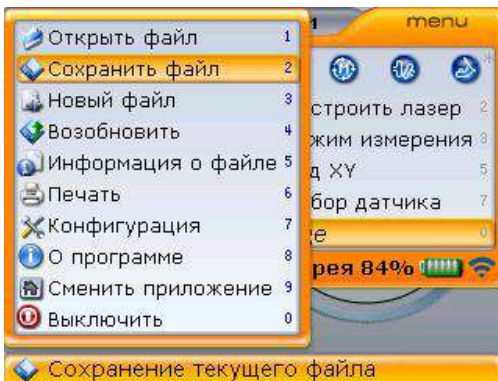 menu
Открыть файл 1
Сохранить файл 2
Новый файл 3
Возобновить 4
Информация о файле 5
Печать 6
Конфигурация 7
О программе 8
Сменить приложение 9
Выключить 0
строить лазер 2
жим измерения 3
д XY 5
бор датчика 7
0
рея 84%
Сохранение текущего файла